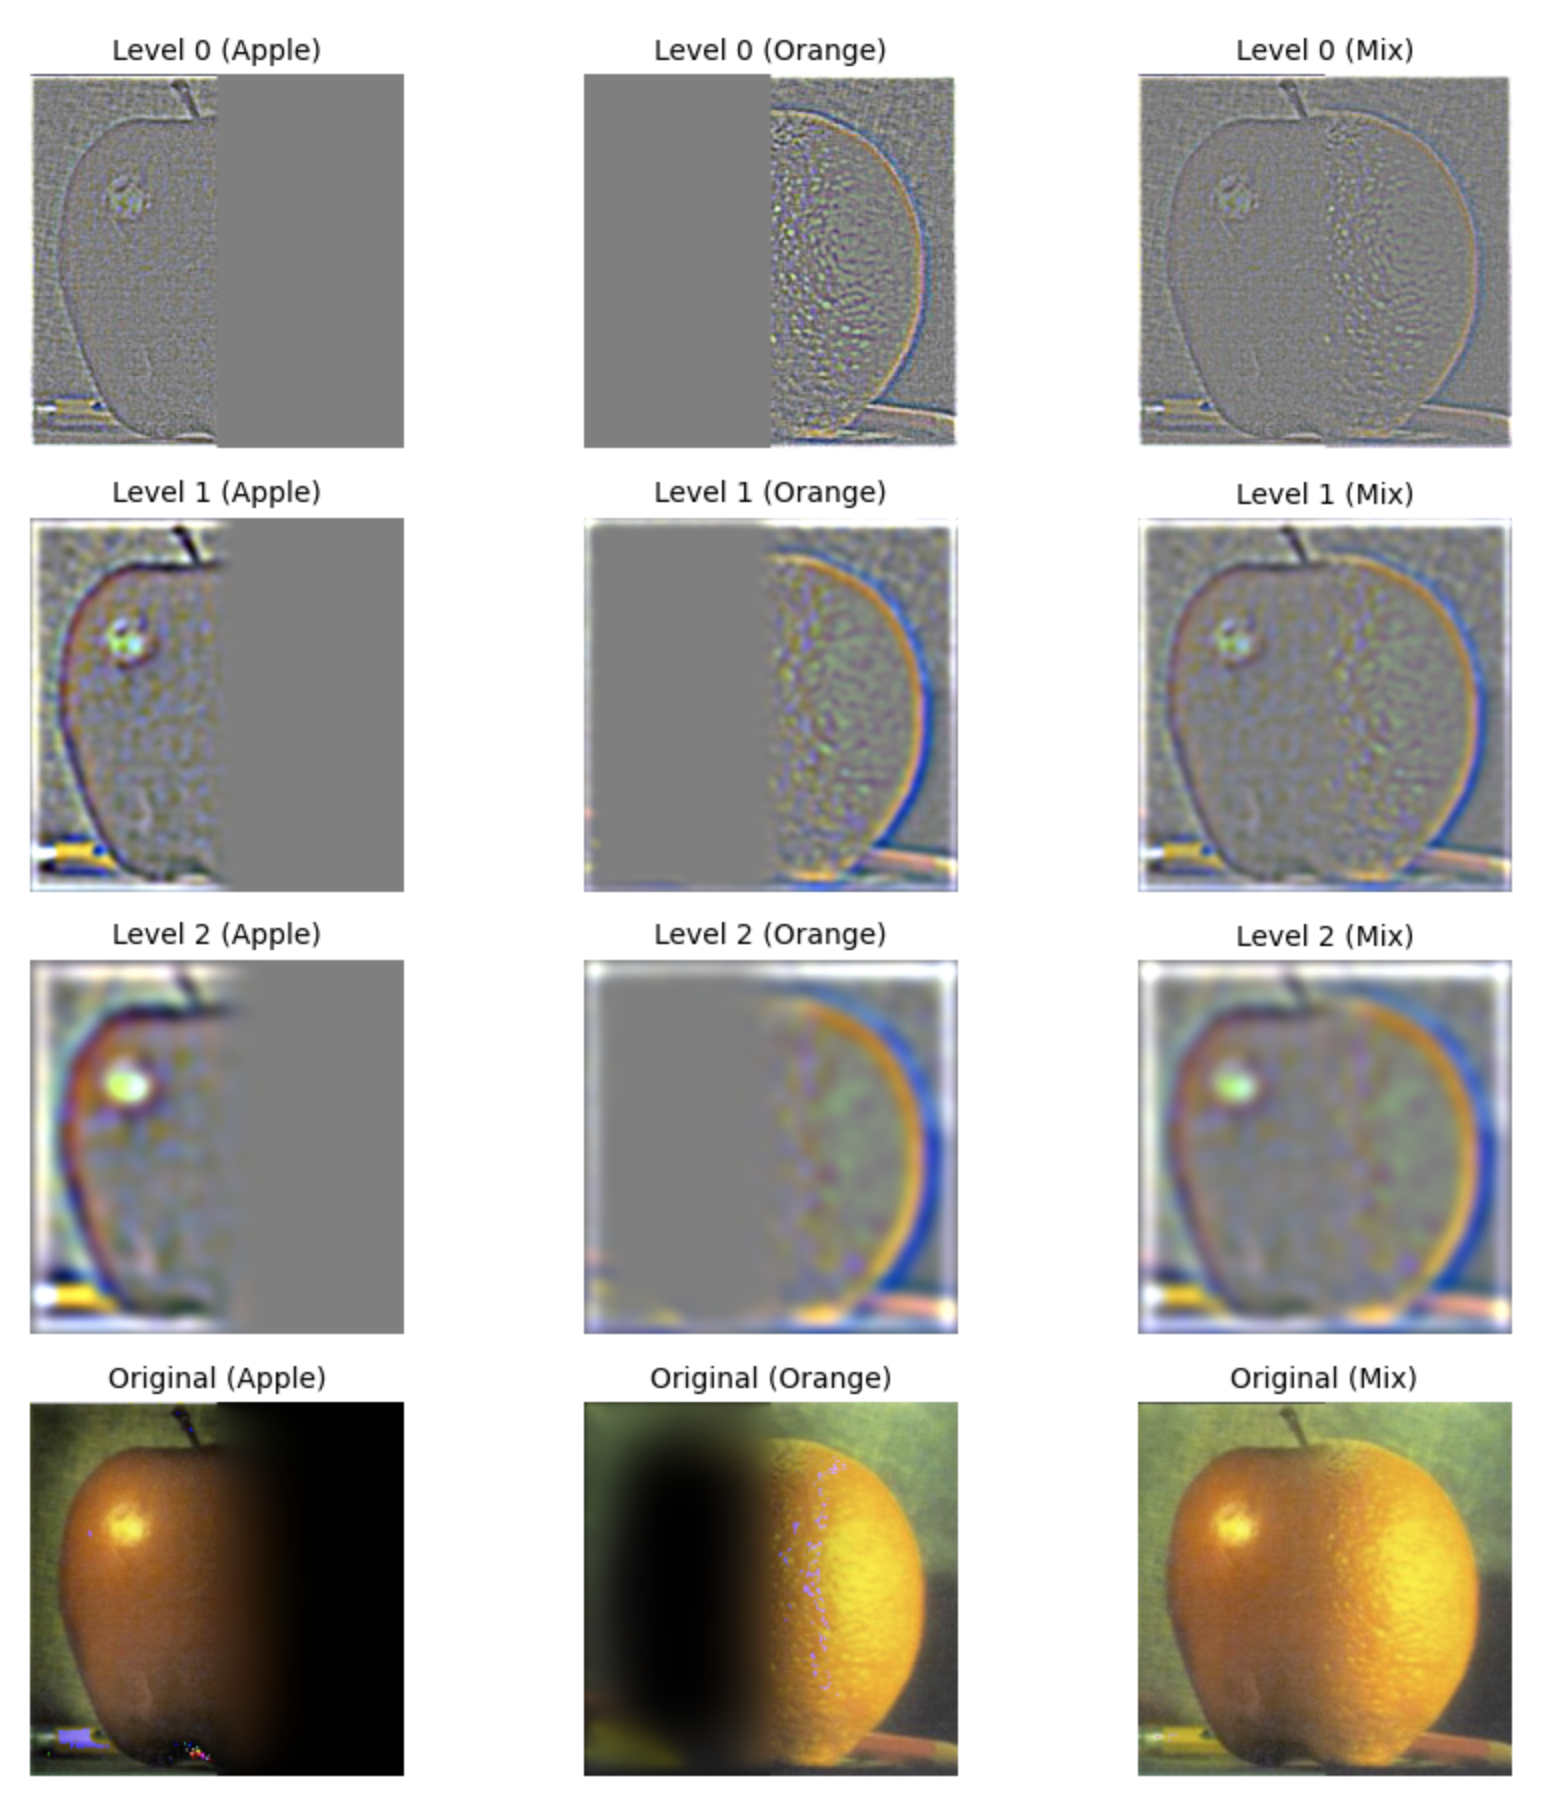 Level 0 (Apple)
Level 0 (Orange)
Level 0 (Mix)
Level 1 (Apple)
Level 1 (Orange)
Level 1 (Mix)
Level 2 (Apple)
Level 2 (Orange)
Level 2 (Mix)
Original (Apple)
Original (Orange)
Original (Mix)